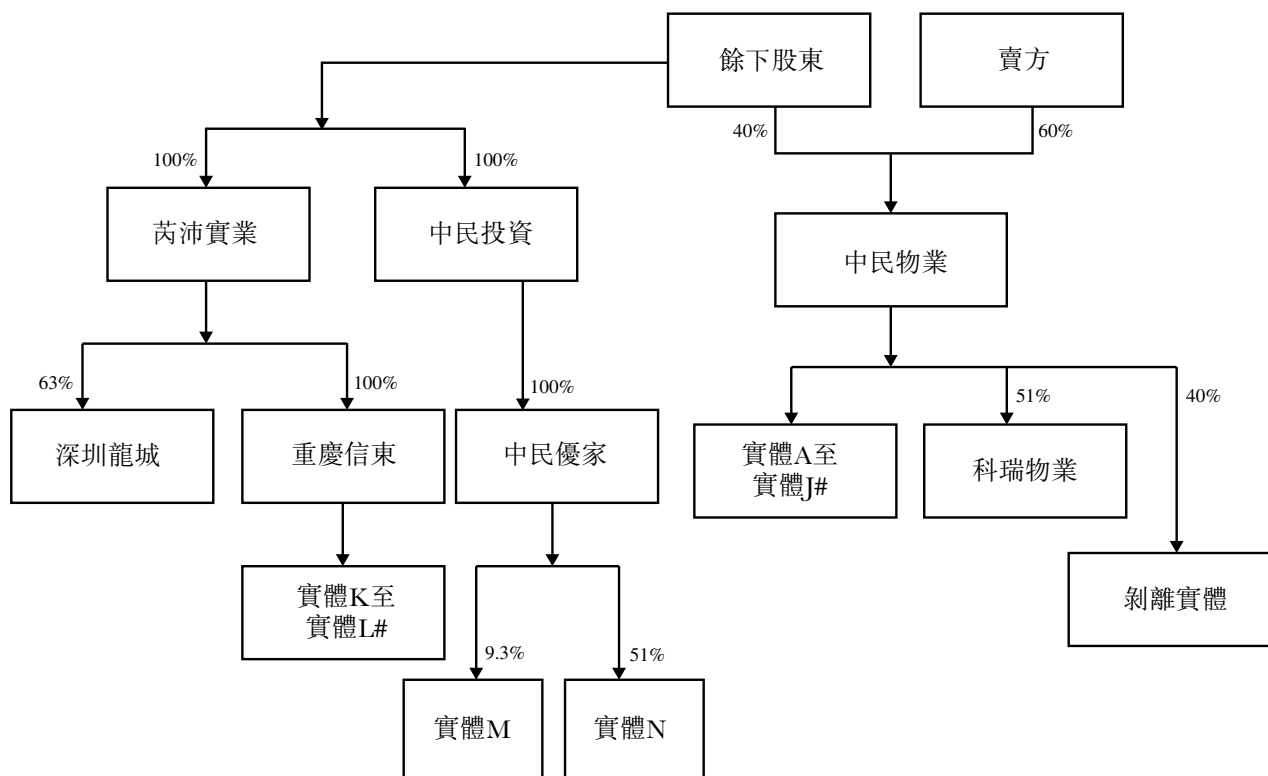 餘下股東
賣方
40%
60%
100%
100%
芮沛實業
中民投資
中民物業
63%
100%
100%
51%
40%
深圳龍城
重慶信東
中民優家
實體A至
實體J#
科瑞物業
實體K至
實體L#
剝離實體
9.3%
51%
實體M
實體N